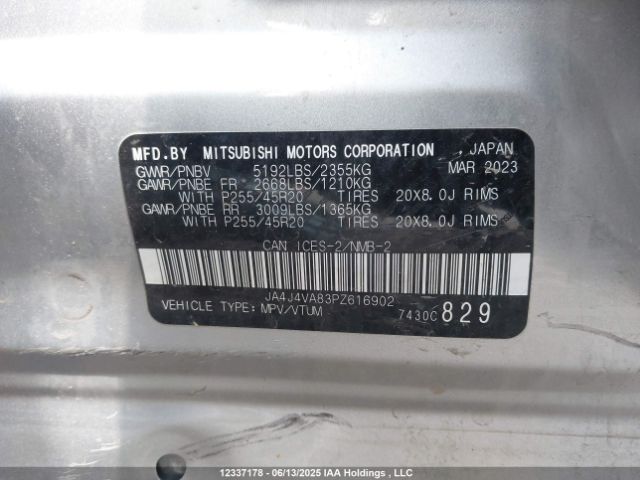 MFD.BY MITSUBISHI MOTORS CORPORATION , JAPAN
GVWR/PNBV 5192LBS/2355KG MAR 2023
GAWR/PNBE FR 2668LBS/1210KG
WITH P255/45R20 TIRES 20X8.0J RIMS
GAWR/PNBE RR 3009LBS/1365KG
WITH P255/45R20 TIRES 20X8.0J RIMS
CAN ICES-2/NMB-2
JA4J4VA83PZ616902
VEHICLE TYPE: MPV/VTUM 7430C 829
12337178 - 06/13/2025 IAA Holdings , LLC